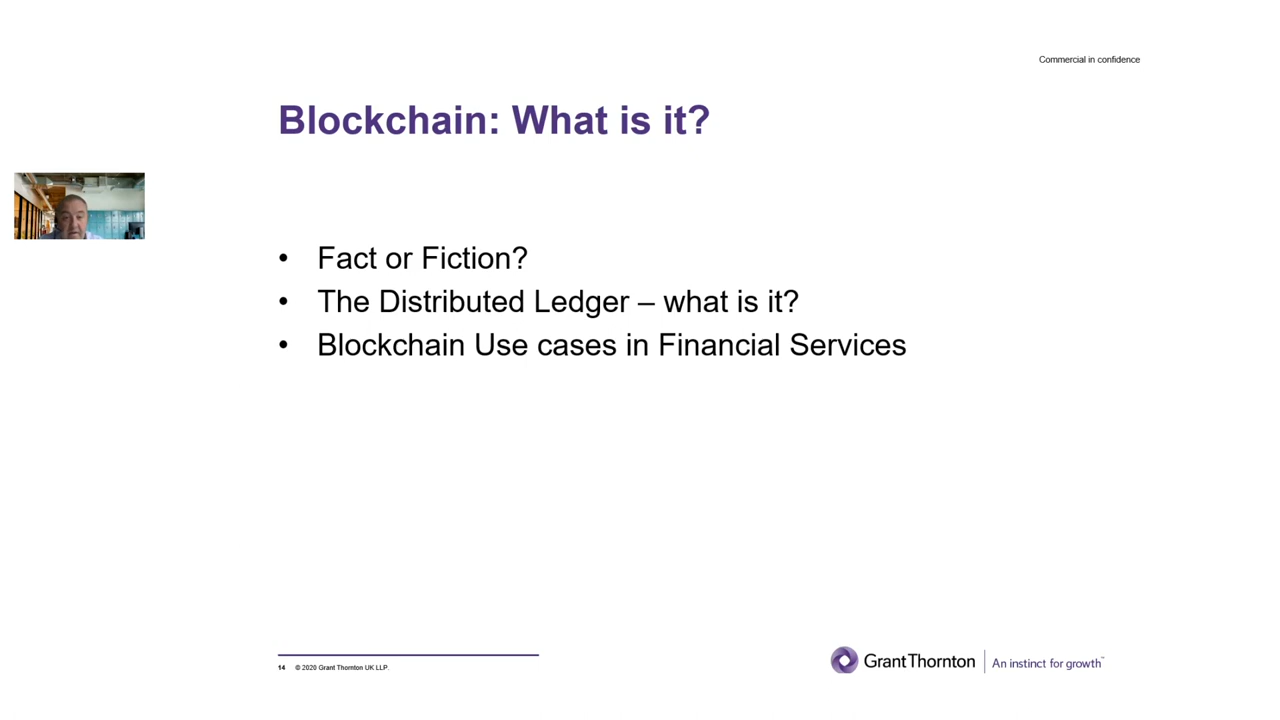 Commercial in confidence
Blockchain: What is it?
• Fact or Fiction?
• The Distributed Ledger – what is it?
• Blockchain Use cases in Financial Services
14 © 2020 Grant Thornton UK LLP.
GrantThornton An instinct for growth™